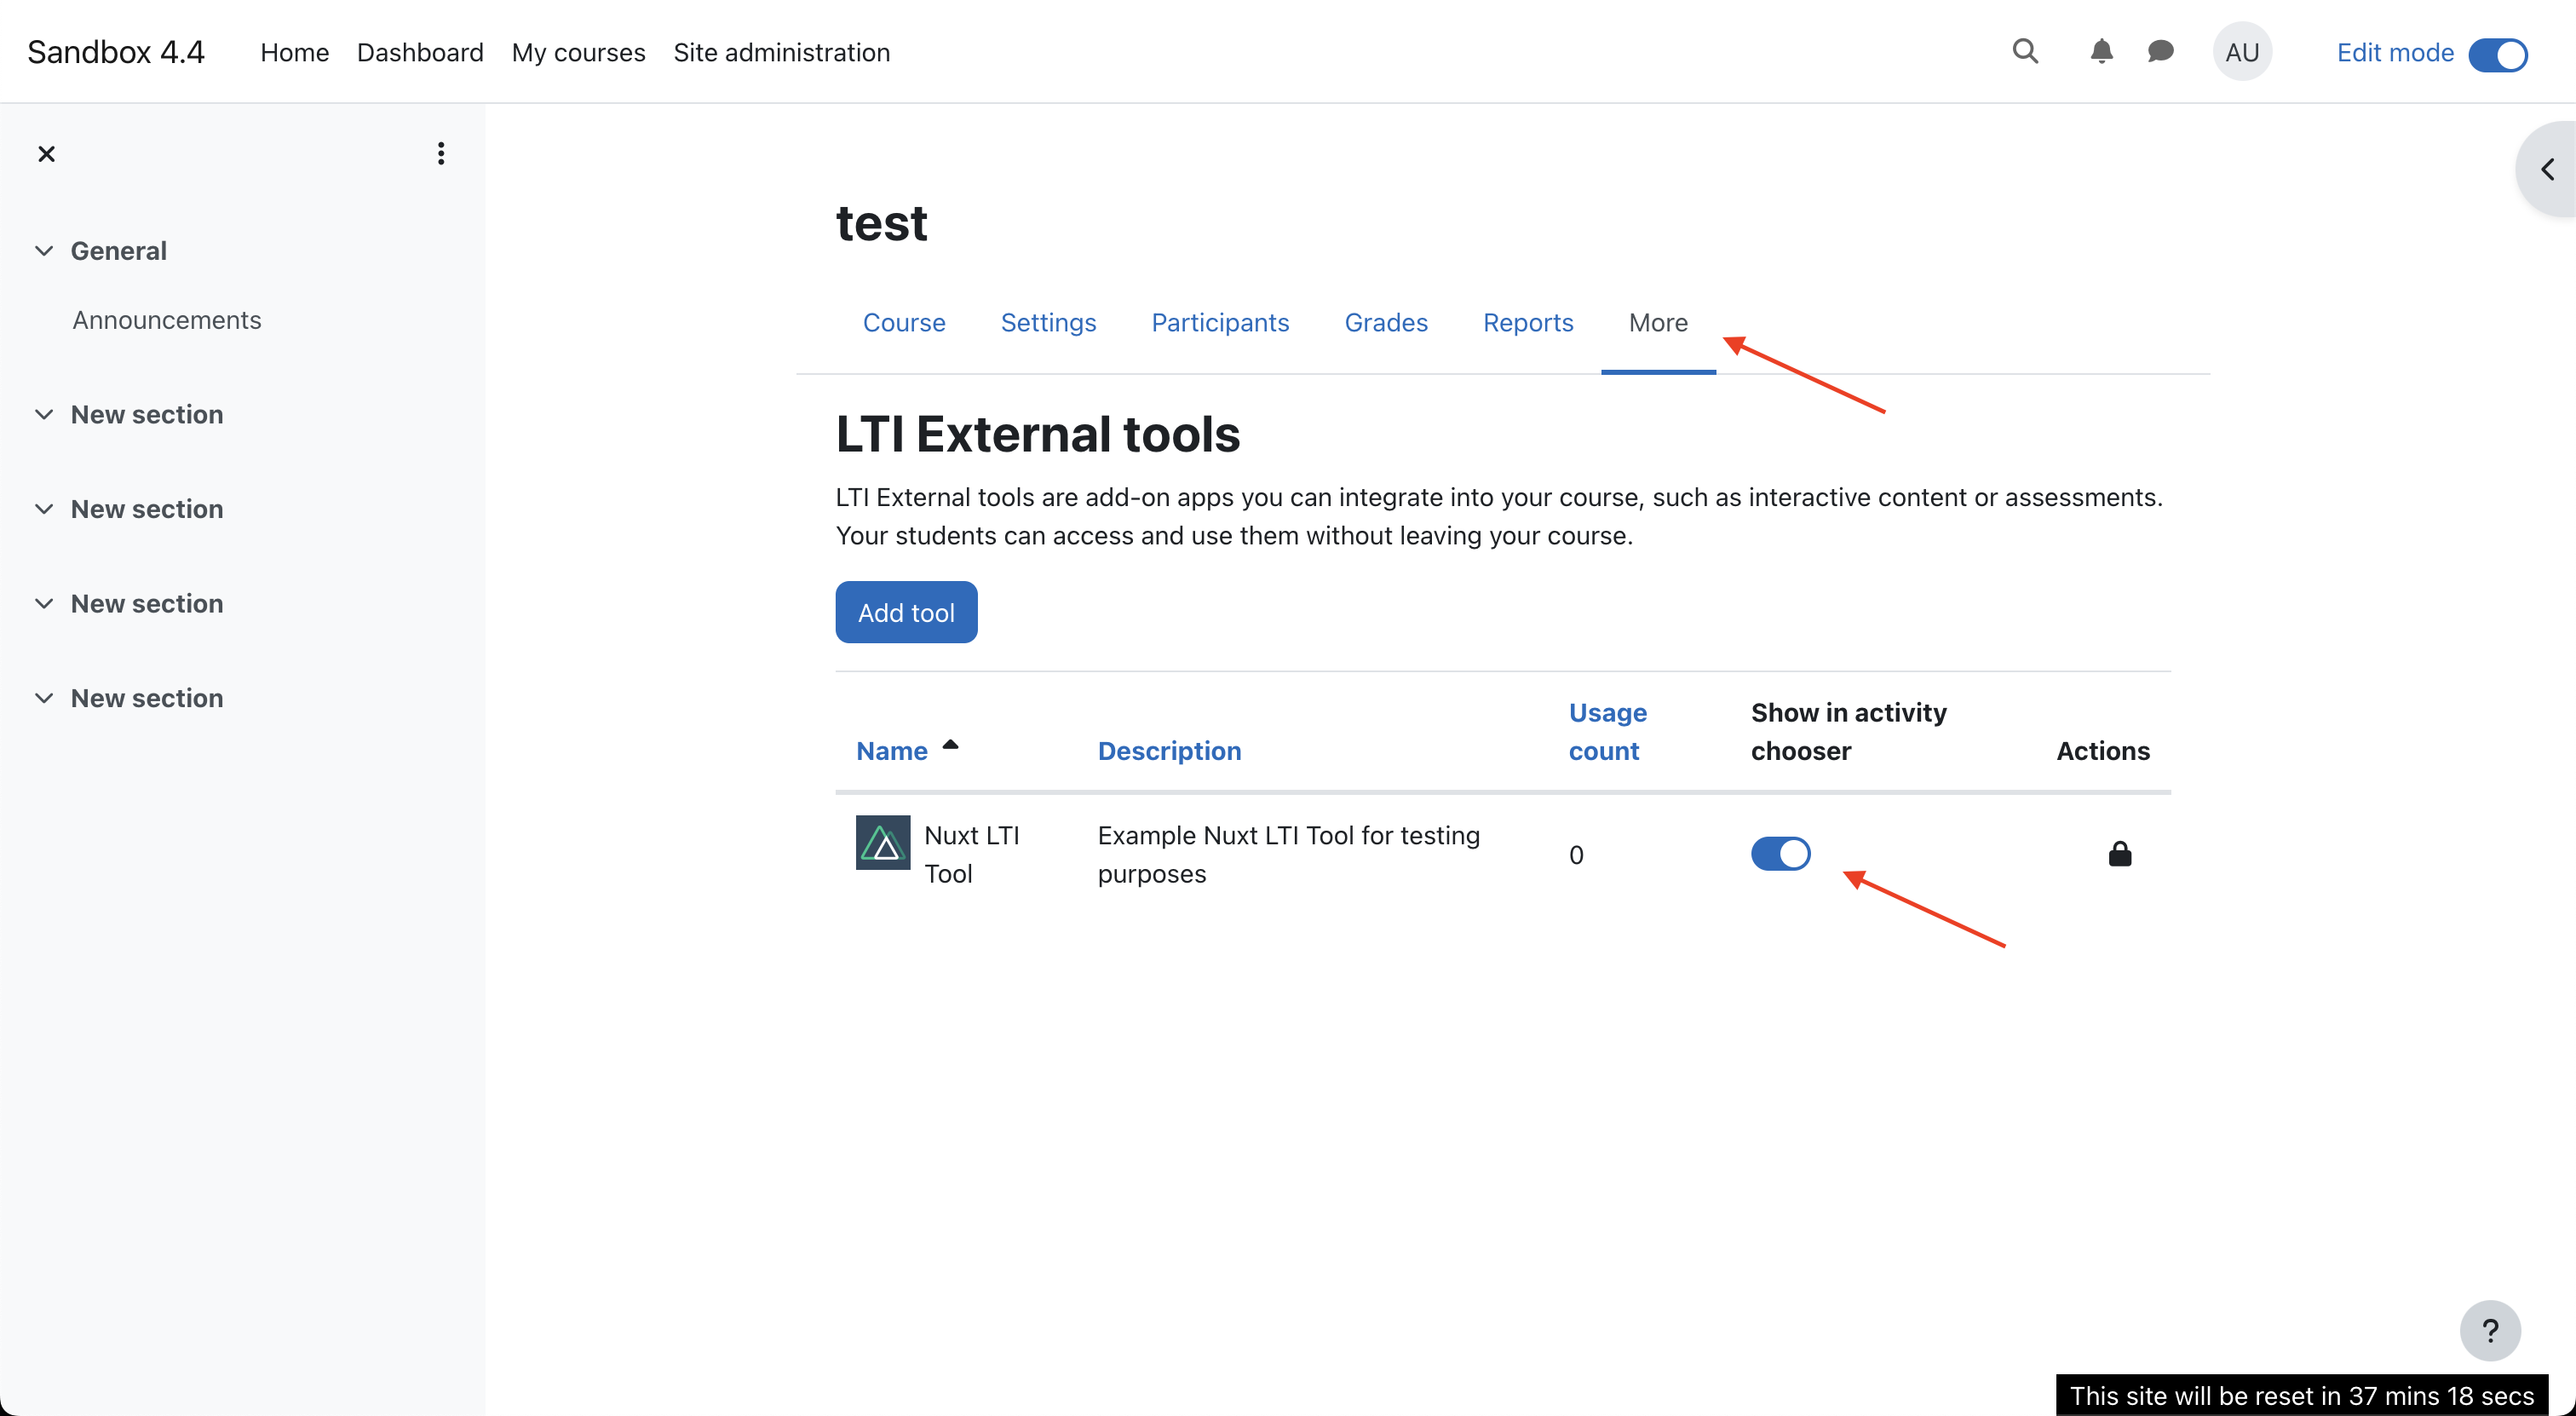 Sandbox 4.4 Home Dashboard My courses Site administration AU Edit mode
General
Announcements
New section
New section
New section
New section
test
Course Settings Participants Grades Reports More
LTI External tools
LTI External tools are add-on apps you can integrate into your course, such as interactive content or assessments.
Your students can access and use them without leaving your course.
Add tool
Name Description Usage count Show in activity chooser Actions
Nuxt LTI Tool
Example Nuxt LTI Tool for testing purposes
0
?
This site will be reset in 37 mins 18 secs